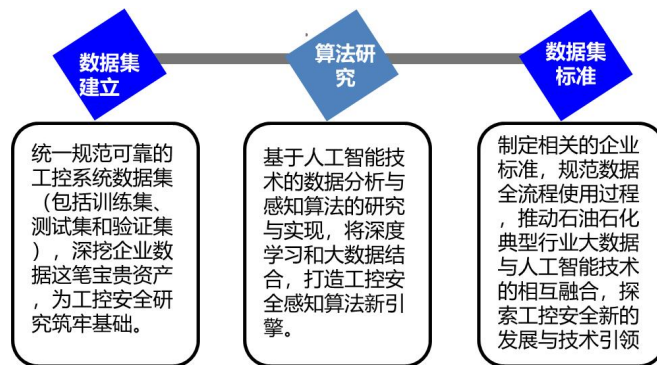 数据集
建立
算法研
究
数据集
标准
统一规范可靠的
工控系统数据集
（包括训练集、
测试集和验证集
），深挖企业数
据这笔宝贵资产
，为工控安全研
究筑牢基础。
基于人工智能技
术的数据分析与
感知算法的研究
与实现，将深度
学习和大数据结
合，打造工控安
全感知算法新引
擎。
制定相关的企业
标准，规范数据
全流程使用过程
，推动石油石化
典型行业大数据
与人工智能技术
的相互融合，探
索工控安全新的
发展与技术引领